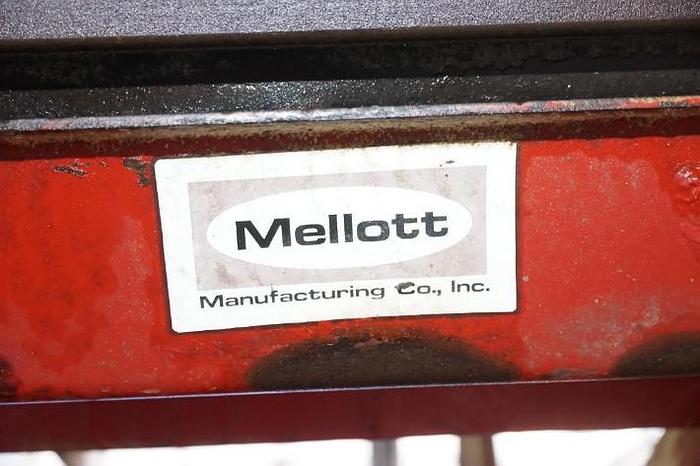 Mellott
Manufacturing Co., Inc.